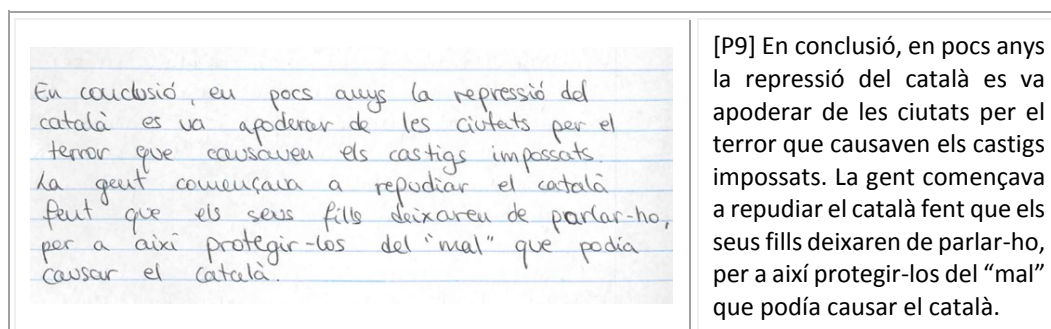 En conclusió, en pocs anys la repressió del
català es va apoderar de les ciutats per el
terror que causaven els castigs impossats.
La gent començava a repudiar el català
fent que els seus fills deixaren de parlar-ho,
per a així protegir-los del "mal" que podía
causar el català.
[P9] En conclusió, en pocs anys
la repressió del català es va
apoderar de les ciutats per el
terror que causaven els castigs
impossats. La gent començava
a repudiar el català fent que els
seus fills deixaren de parlar-ho,
per a així protegir-los del “mal”
que podía causar el català.